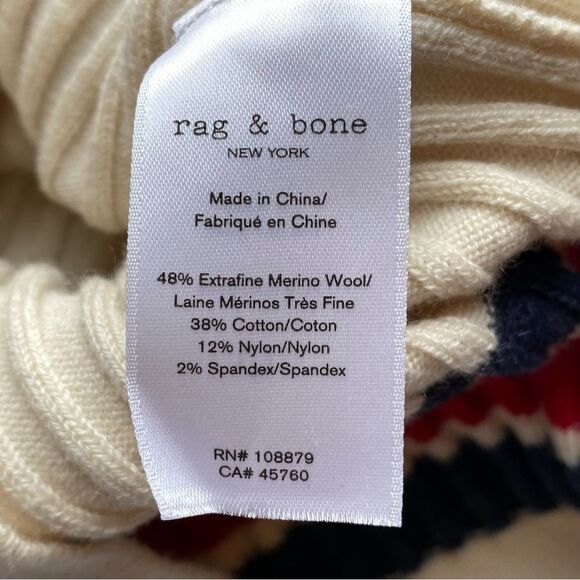 rag & bone
NEW YORK
Made in China/
Fabriqué en Chine
48% Extrafine Merino Wool/
Laine Mérinos Très Fine
38% Cotton/Coton
12% Nylon/Nylon
2% Spandex/Spandex
RN# 108879
CA# 45760